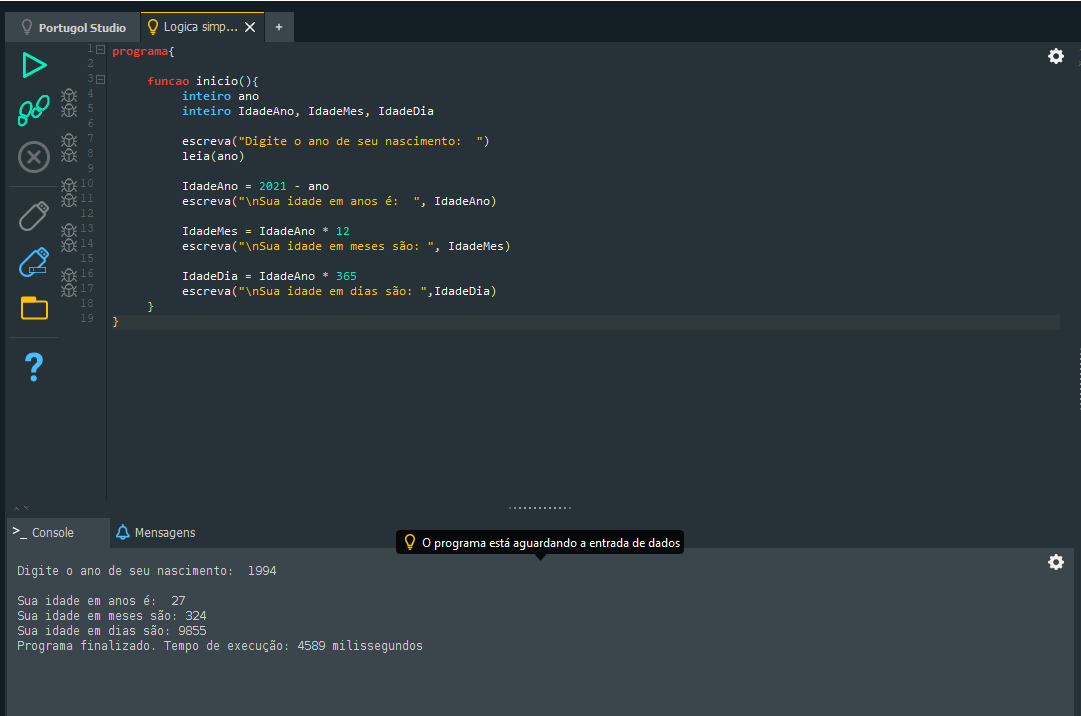 Portugol Studio
Logica simp... ✕
+
1 programa{
2
3 funcao inicio(){
4 inteiro ano
5 inteiro IdadeAno, IdadeMes, IdadeDia
6
7 escreva("Digite o ano de seu nascimento:  ")
8 leia(ano)
9
10 IdadeAno = 2021 - ano
11 escreva("\nSua idade em anos é:  ", IdadeAno)
12
13 IdadeMes = IdadeAno * 12
14 escreva("\nSua idade em meses são: ", IdadeMes)
15
16 IdadeDia = IdadeAno * 365
17 escreva("\nSua idade em dias são: ",IdadeDia)
18 }
19 }
?
>_ Console
Mensagens
O programa está aguardando a entrada de dados
Digite o ano de seu nascimento:  1994
Sua idade em anos é:  27
Sua idade em meses são: 324
Sua idade em dias são: 9855
Programa finalizado. Tempo de execução: 4589 milissegundos